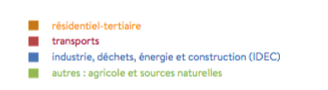 résidentiel-tertiaire
transports
industrie, déchets, énergie et construction (IDEC)
autres : agricole et sources naturelles